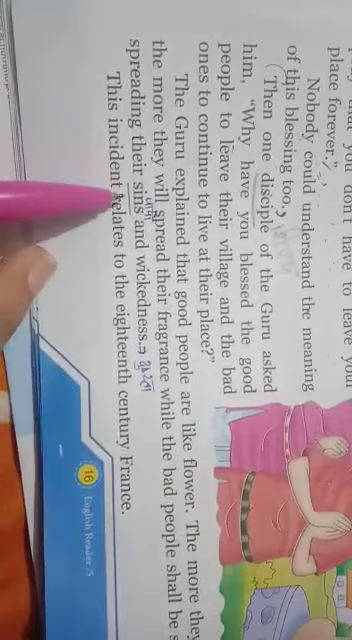 that you don't have to leave your
place forever."
Nobody could understand the meaning
of this blessing too.
Then one disciple of the Guru asked
him, "Why have you blessed the good
people to leave their village and the bad
ones to continue to live at their place?"
The Guru explained that good people are like flower. The more they
the more they will spread their fragrance while the bad people shall be s
spreading their sins and wickedness.
This incident relates to the eighteenth century France.
16 English Reader-5